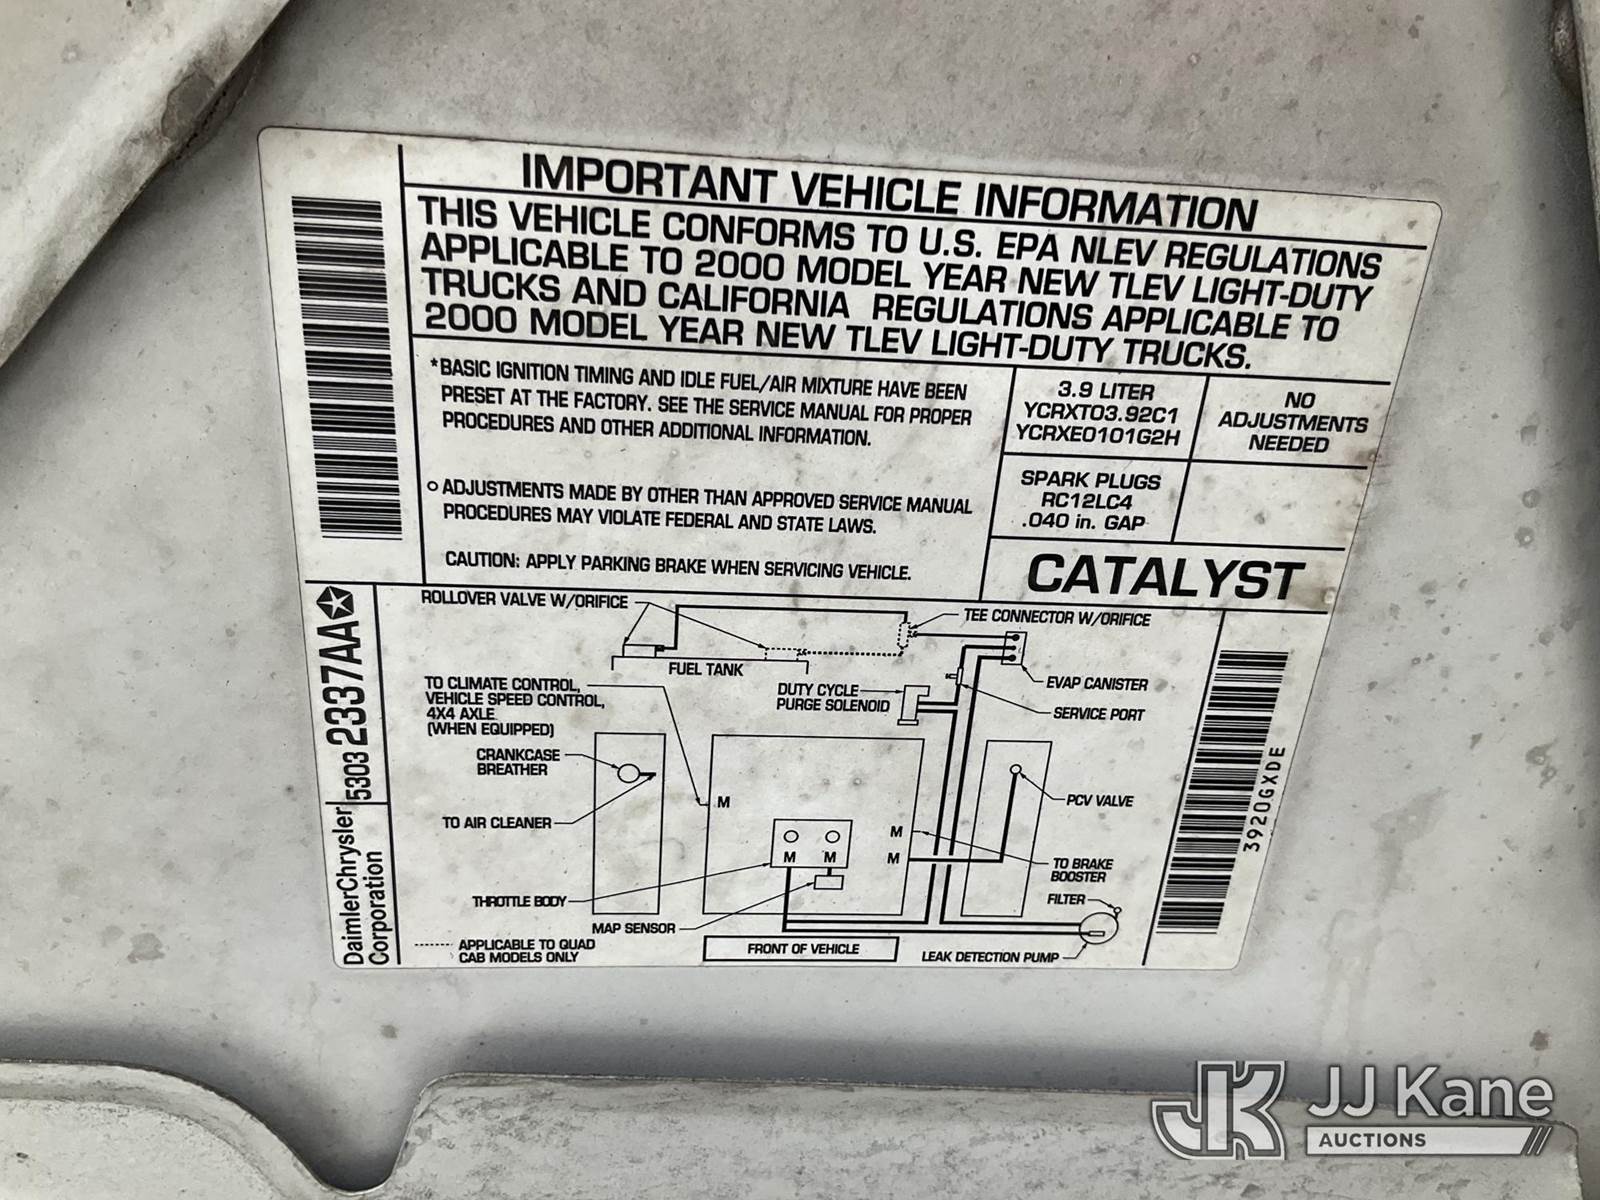 IMPORTANT VEHICLE INFORMATION
THIS VEHICLE CONFORMS TO U.S. EPA NLEV REGULATIONS
APPLICABLE TO 2000 MODEL YEAR NEW TLEV LIGHT-DUTY
TRUCKS AND CALIFORNIA REGULATIONS APPLICABLE TO
2000 MODEL YEAR NEW TLEV LIGHT-DUTY TRUCKS.
*BASIC IGNITION TIMING AND IDLE FUEL/AIR MIXTURE HAVE BEEN
PRESET AT THE FACTORY. SEE THE SERVICE MANUAL FOR PROPER
PROCEDURES AND OTHER ADDITIONAL INFORMATION.
o ADJUSTMENTS MADE BY OTHER THAN APPROVED SERVICE MANUAL
PROCEDURES MAY VIOLATE FEDERAL AND STATE LAWS.
CAUTION: APPLY PARKING BRAKE WHEN SERVICING VEHICLE.
3.9 LITER
YCRXT03.92C1
YCRXE0101G2H
NO
ADJUSTMENTS
NEEDED
SPARK PLUGS
RC12LC4
.040 in. GAP
CATALYST
ROLLOVER VALVE W/ORIFICE
TEE CONNECTOR W/ORIFICE
FUEL TANK
TO CLIMATE CONTROL,
VEHICLE SPEED CONTROL,
4X4 AXLE
(WHEN EQUIPPED)
DUTY CYCLE
PURGE SOLENOID
EVAP CANISTER
SERVICE PORT
CRANKCASE
BREATHER
TO AIR CLEANER
M
M
M
M
M
PCV VALVE
TO BRAKE
BOOSTER
THROTTLE BODY
MAP SENSOR
FILTER
APPLICABLE TO QUAD
CAB MODELS ONLY
FRONT OF VEHICLE
LEAK DETECTION PUMP
DaimlerChrysler
Corporation
53032337AA
3920GXDE
JK
JJ Kane
AUCTIONS